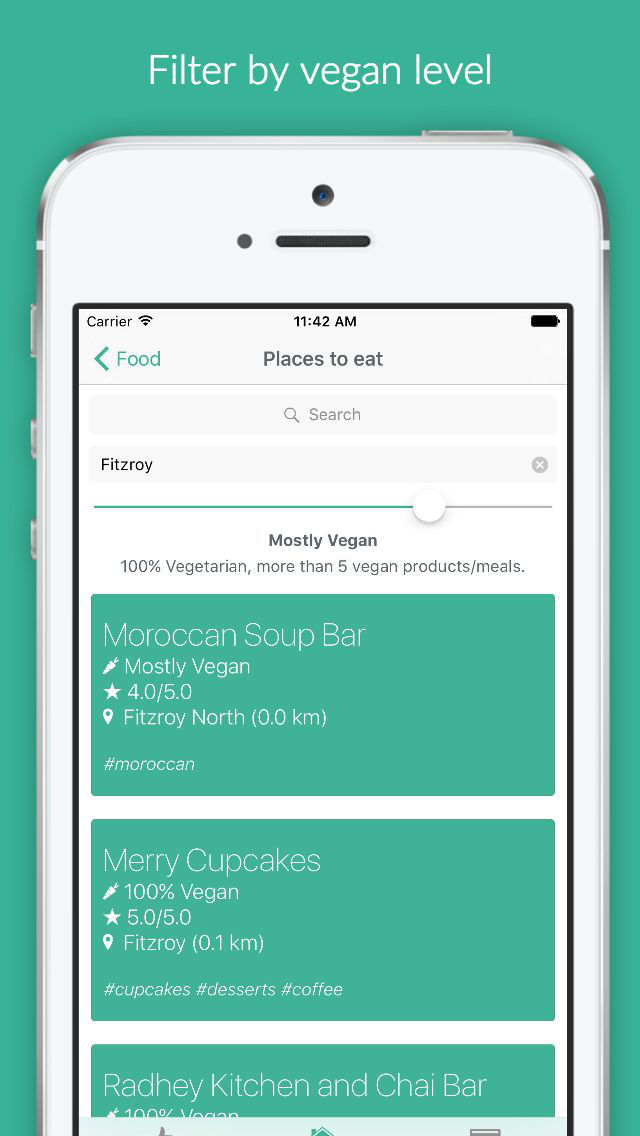 Filter by vegan level
Carrier 11:42 AM
Food Places to eat
Search
Fitzroy
Mostly Vegan
100% Vegetarian, more than 5 vegan products/meals.
Moroccan Soup Bar
Mostly Vegan
4.0/5.0
Fitzroy North (0.0 km)
#moroccan
Merry Cupcakes
100% Vegan
5.0/5.0
Fitzroy (0.1 km)
#cupcakes #desserts #coffee
Radhey Kitchen and Chai Bar
100% Vegan